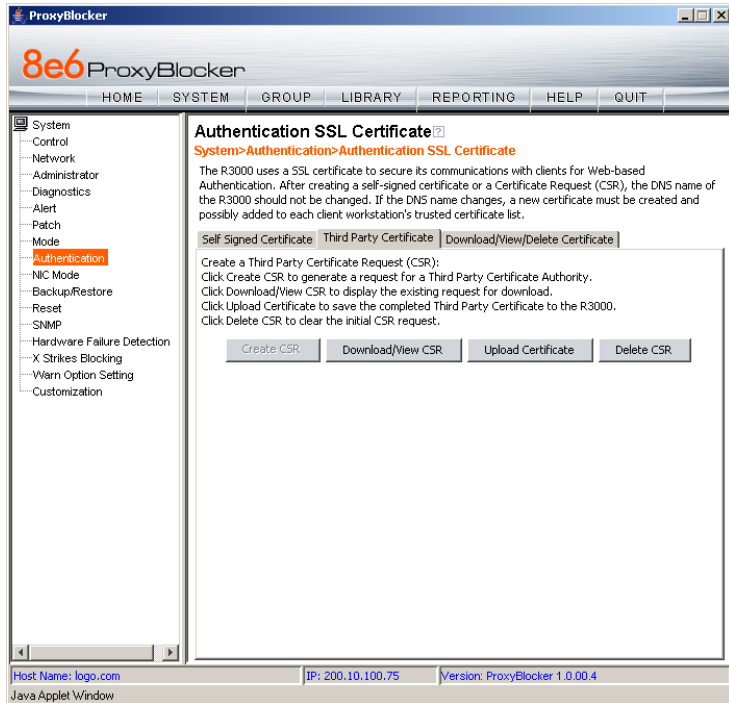 ProxyBlocker
8e6 ProxyBlocker
HOME SYSTEM GROUP LIBRARY REPORTING HELP QUIT
System
Control
Network
Administrator
Diagnostics
Alert
Patch
Mode
Authentication
NIC Mode
Backup/Restore
Reset
SNMP
Hardware Failure Detection
X Strikes Blocking
Warn Option Setting
Customization
Authentication SSL Certificate ?
System>Authentication>Authentication SSL Certificate
The R3000 uses a SSL certificate to secure its communications with clients for Web-based
Authentication. After creating a self-signed certificate or a Certificate Request (CSR), the DNS name of
the R3000 should not be changed. If the DNS name changes, a new certificate must be created and
possibly added to each client workstation's trusted certificate list.
Self Signed Certificate Third Party Certificate Download/View/Delete Certificate
Create a Third Party Certificate Request (CSR):
Click Create CSR to generate a request for a Third Party Certificate Authority.
Click Download/View CSR to display the existing request for download.
Click Upload Certificate to save the completed Third Party Certificate to the R3000.
Click Delete CSR to clear the initial CSR request.
Create CSR Download/View CSR Upload Certificate Delete CSR
Host Name: logo.com IP: 200.10.100.75 Version: ProxyBlocker 1.0.00.4
Java Applet Window